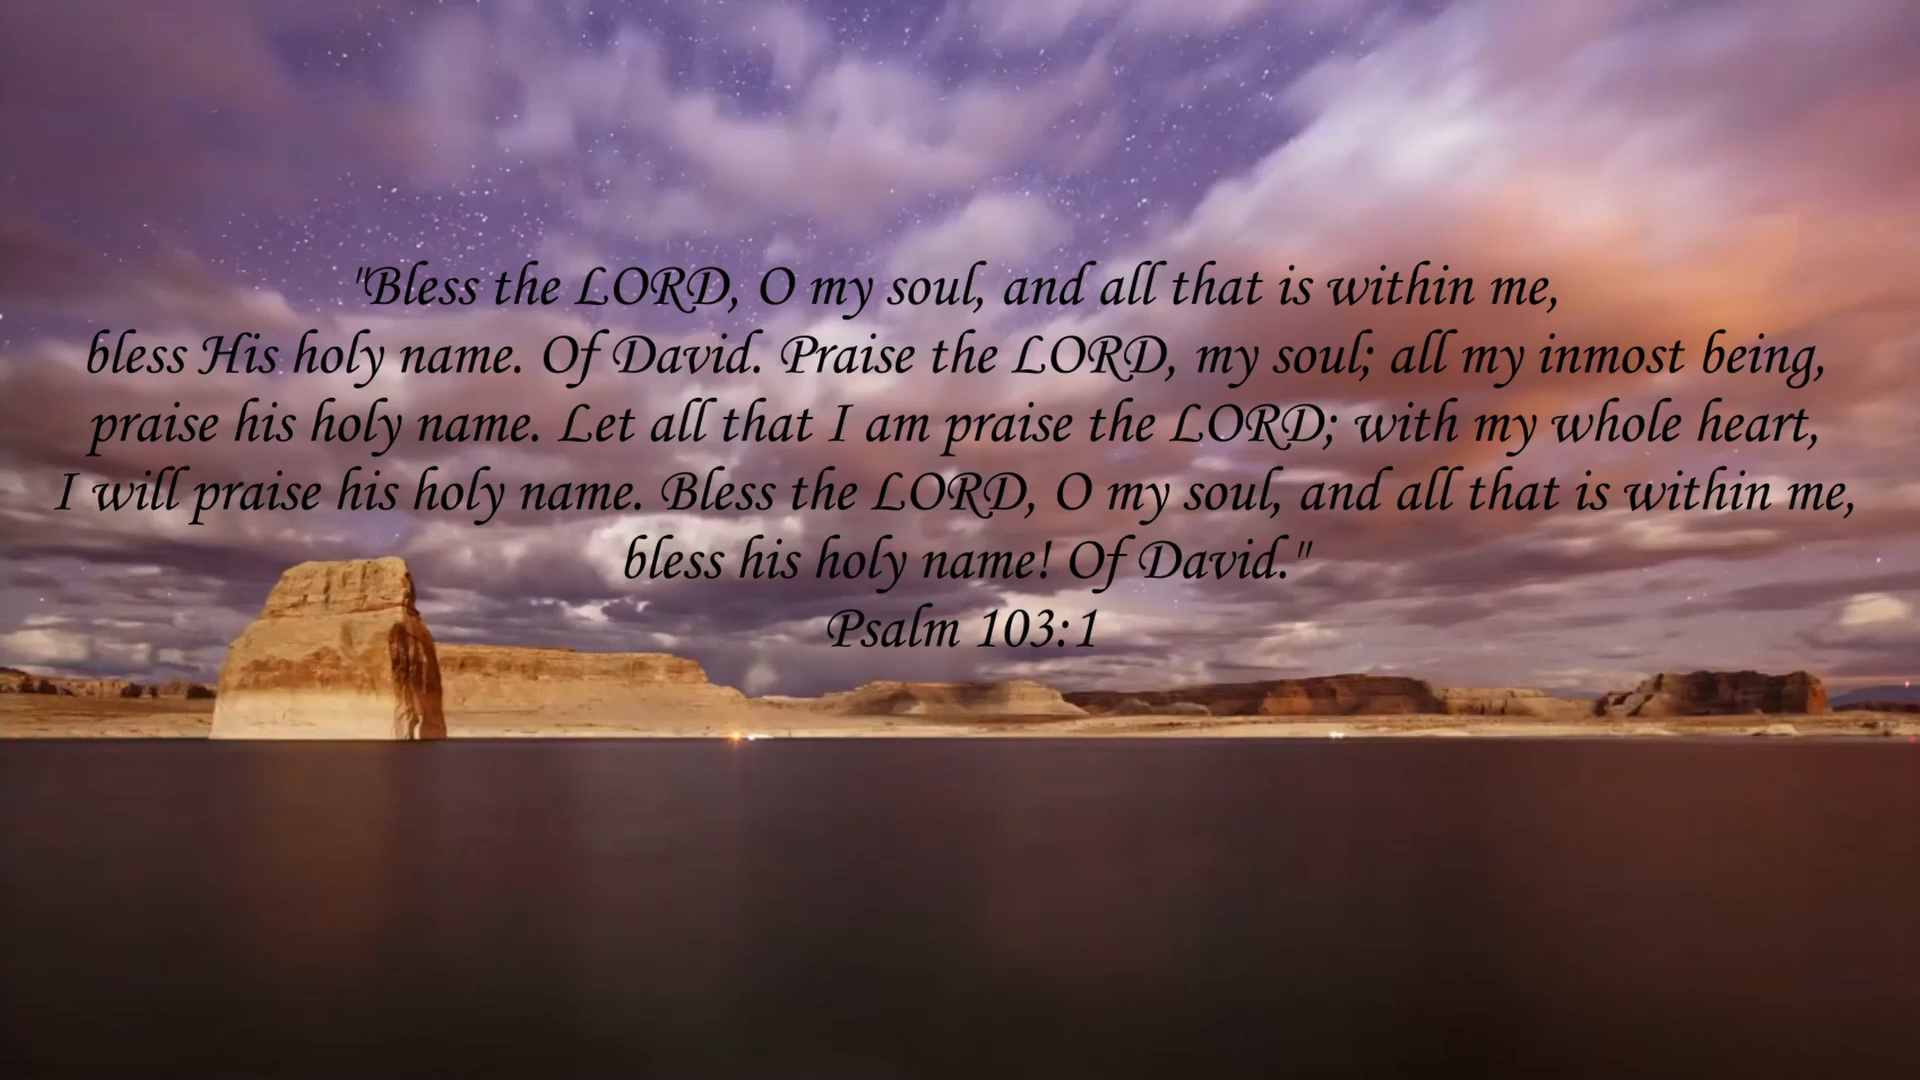 "Bless the LORD, O my soul, and all that is within me,
bless His holy name. Of David. Praise the LORD, my soul; all my inmost being,
praise his holy name. Let all that I am praise the LORD; with my whole heart,
I will praise his holy name. Bless the LORD, O my soul, and all that is within me,
bless his holy name! Of David."
Psalm 103:1